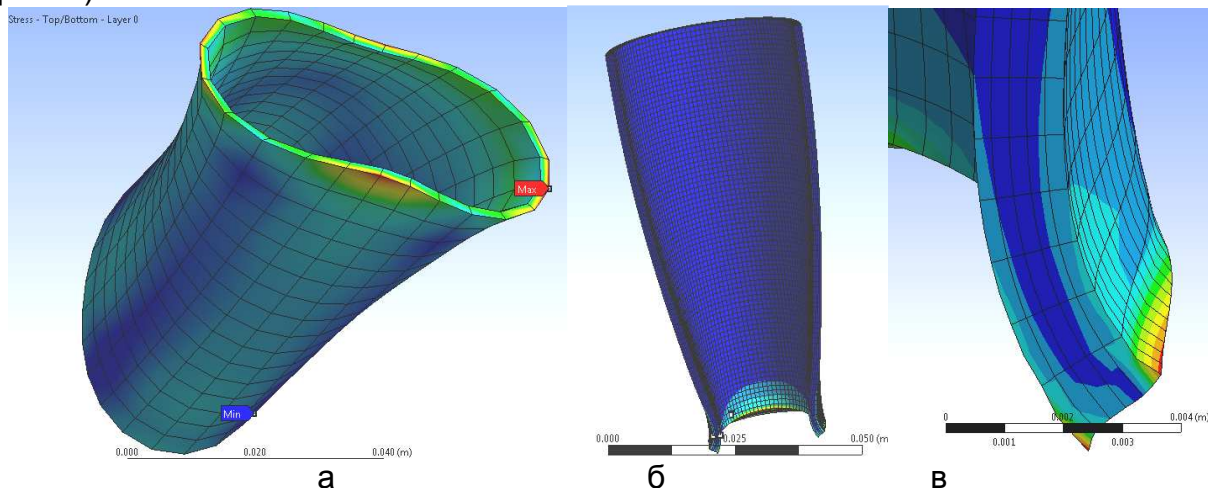 Stress - Top/Bottom - Layer 0
Max
Min
0.000 0.020 0.040 (m)
0.000 0.025 0.050 (m
0 0.002 0.004 (m)
0.001 0.003
а б в